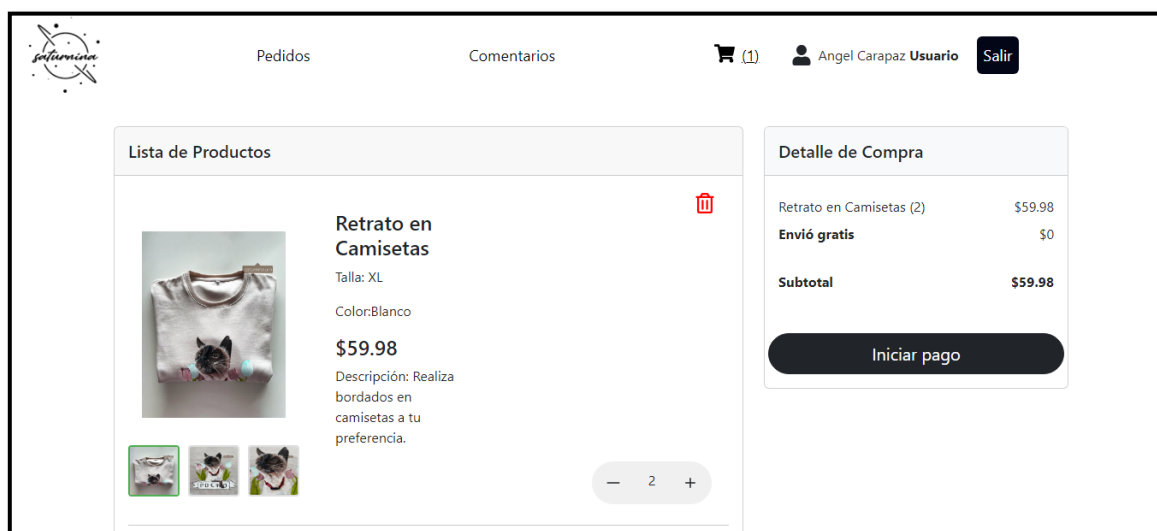 saturnina
Pedidos
Comentarios
(1)
Angel Carapaz Usuario
Salir
Lista de Productos
Retrato en
Camisetas
Talla: XL
Color:Blanco
$59.98
Descripción: Realiza
bordados en
camisetas a tu
preferencia.
− 2 +
Detalle de Compra
Retrato en Camisetas (2) $59.98
Envió gratis $0
Subtotal $59.98
Iniciar pago